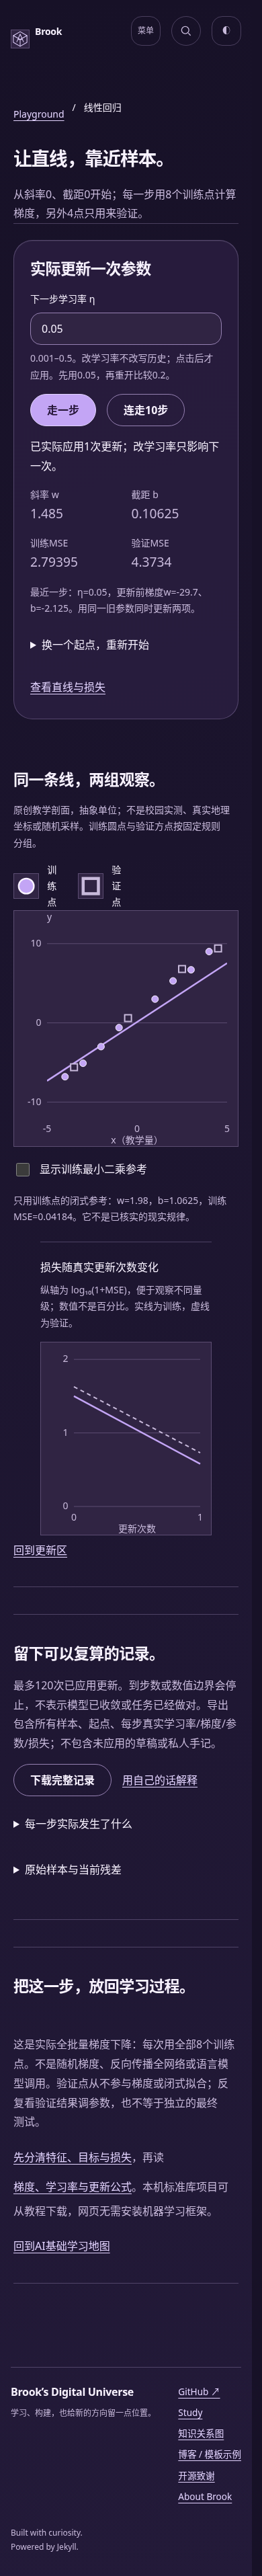 Brook
菜单
Playground / 线性回归
让直线，靠近样本。
从斜率0、截距0开始；每一步用8个训练点计算
梯度，另外4点只用来验证。
实际更新一次参数
下一步学习率 η
0.05
0.001–0.5。改学习率不改写历史；点击后才
应用。先用0.05，再重开比较0.2。
走一步
连走10步
已实际应用1次更新；改学习率只影响下
一次。
斜率 w
截距 b
1.485
0.10625
训练MSE
验证MSE
2.79395
4.3734
最近一步：η=0.05，更新前梯度w=-29.7、
b=-2.125。用同一旧参数同时更新两项。
▶ 换一个起点，重新开始
查看直线与损失
同一条线，两组观察。
原创教学剖面，抽象单位；不是校园实测、真实地理
坐标或随机采样。训练圆点与验证方点按固定规则
分组。
训
练
点
验
证
点
y
10
0
-10
-5
0
5
x（教学量）
显示训练最小二乘参考
只用训练点的闭式参考：w=1.98，b=1.0625，训练
MSE=0.04184。它不是已核实的现实规律。
损失随真实更新次数变化
纵轴为 log₁₀(1+MSE)，便于观察不同量
级；数值不是百分比。实线为训练，虚线
为验证。
2
1
0
0
1
更新次数
回到更新区
留下可以复算的记录。
最多120次已应用更新。到步数或数值边界会停
止，不表示模型已收敛或任务已经做对。导出
包含所有样本、起点、每步真实学习率/梯度/参
数/损失；不包含未应用的草稿或私人手记。
下载完整记录
用自己的话解释
▶ 每一步实际发生了什么
▶ 原始样本与当前残差
把这一步，放回学习过程。
这是实际全批量梯度下降：每次用全部8个训练
点。不是随机梯度、反向传播全网络或语言模
型调用。验证点从不参与梯度或闭式拟合；反
复看验证结果调参数，也不等于独立的最终
测试。
先分清特征、目标与损失，再读
梯度、学习率与更新公式。本机标准库项目可
从教程下载，网页无需安装机器学习框架。
回到AI基础学习地图
Brook’s Digital Universe
学习、构建，也给新的方向留一点位置。
GitHub ↗
Study
知识关系图
博客 / 模板示例
开源致谢
About Brook
Built with curiosity.
Powered by Jekyll.